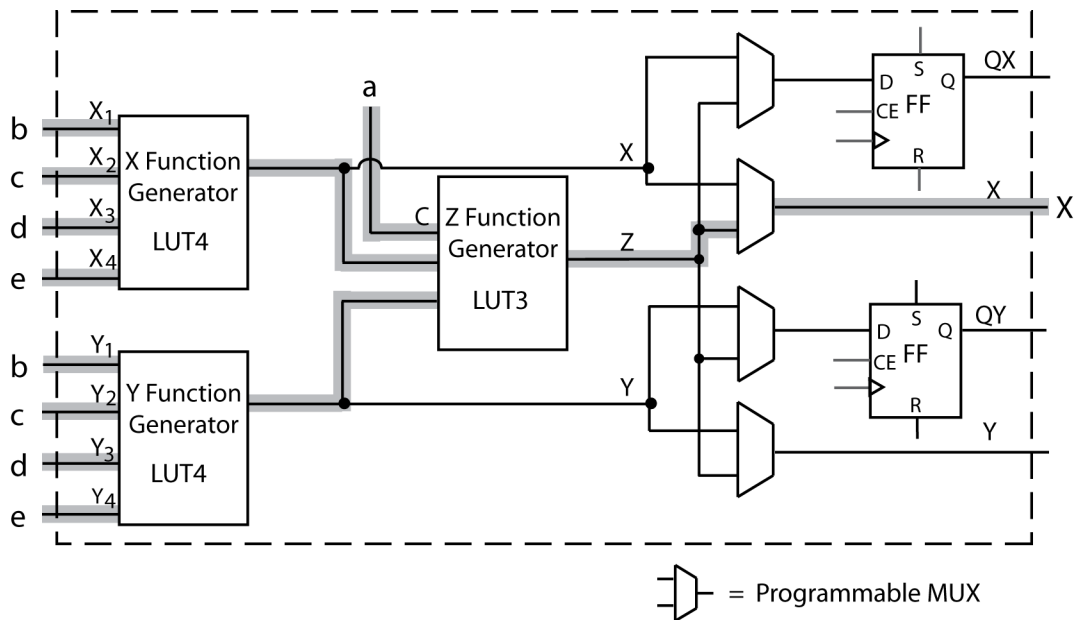 a
b
c
d
e
X1
X2
X3
X4
X Function
Generator
LUT4
b
c
d
e
Y1
Y2
Y3
Y4
Y Function
Generator
LUT4
C
Z Function
Generator
LUT3
X
Z
Y
S
D
Q
CE
FF
R
QX
X
X
S
D
Q
CE
FF
R
QY
Y
= Programmable MUX